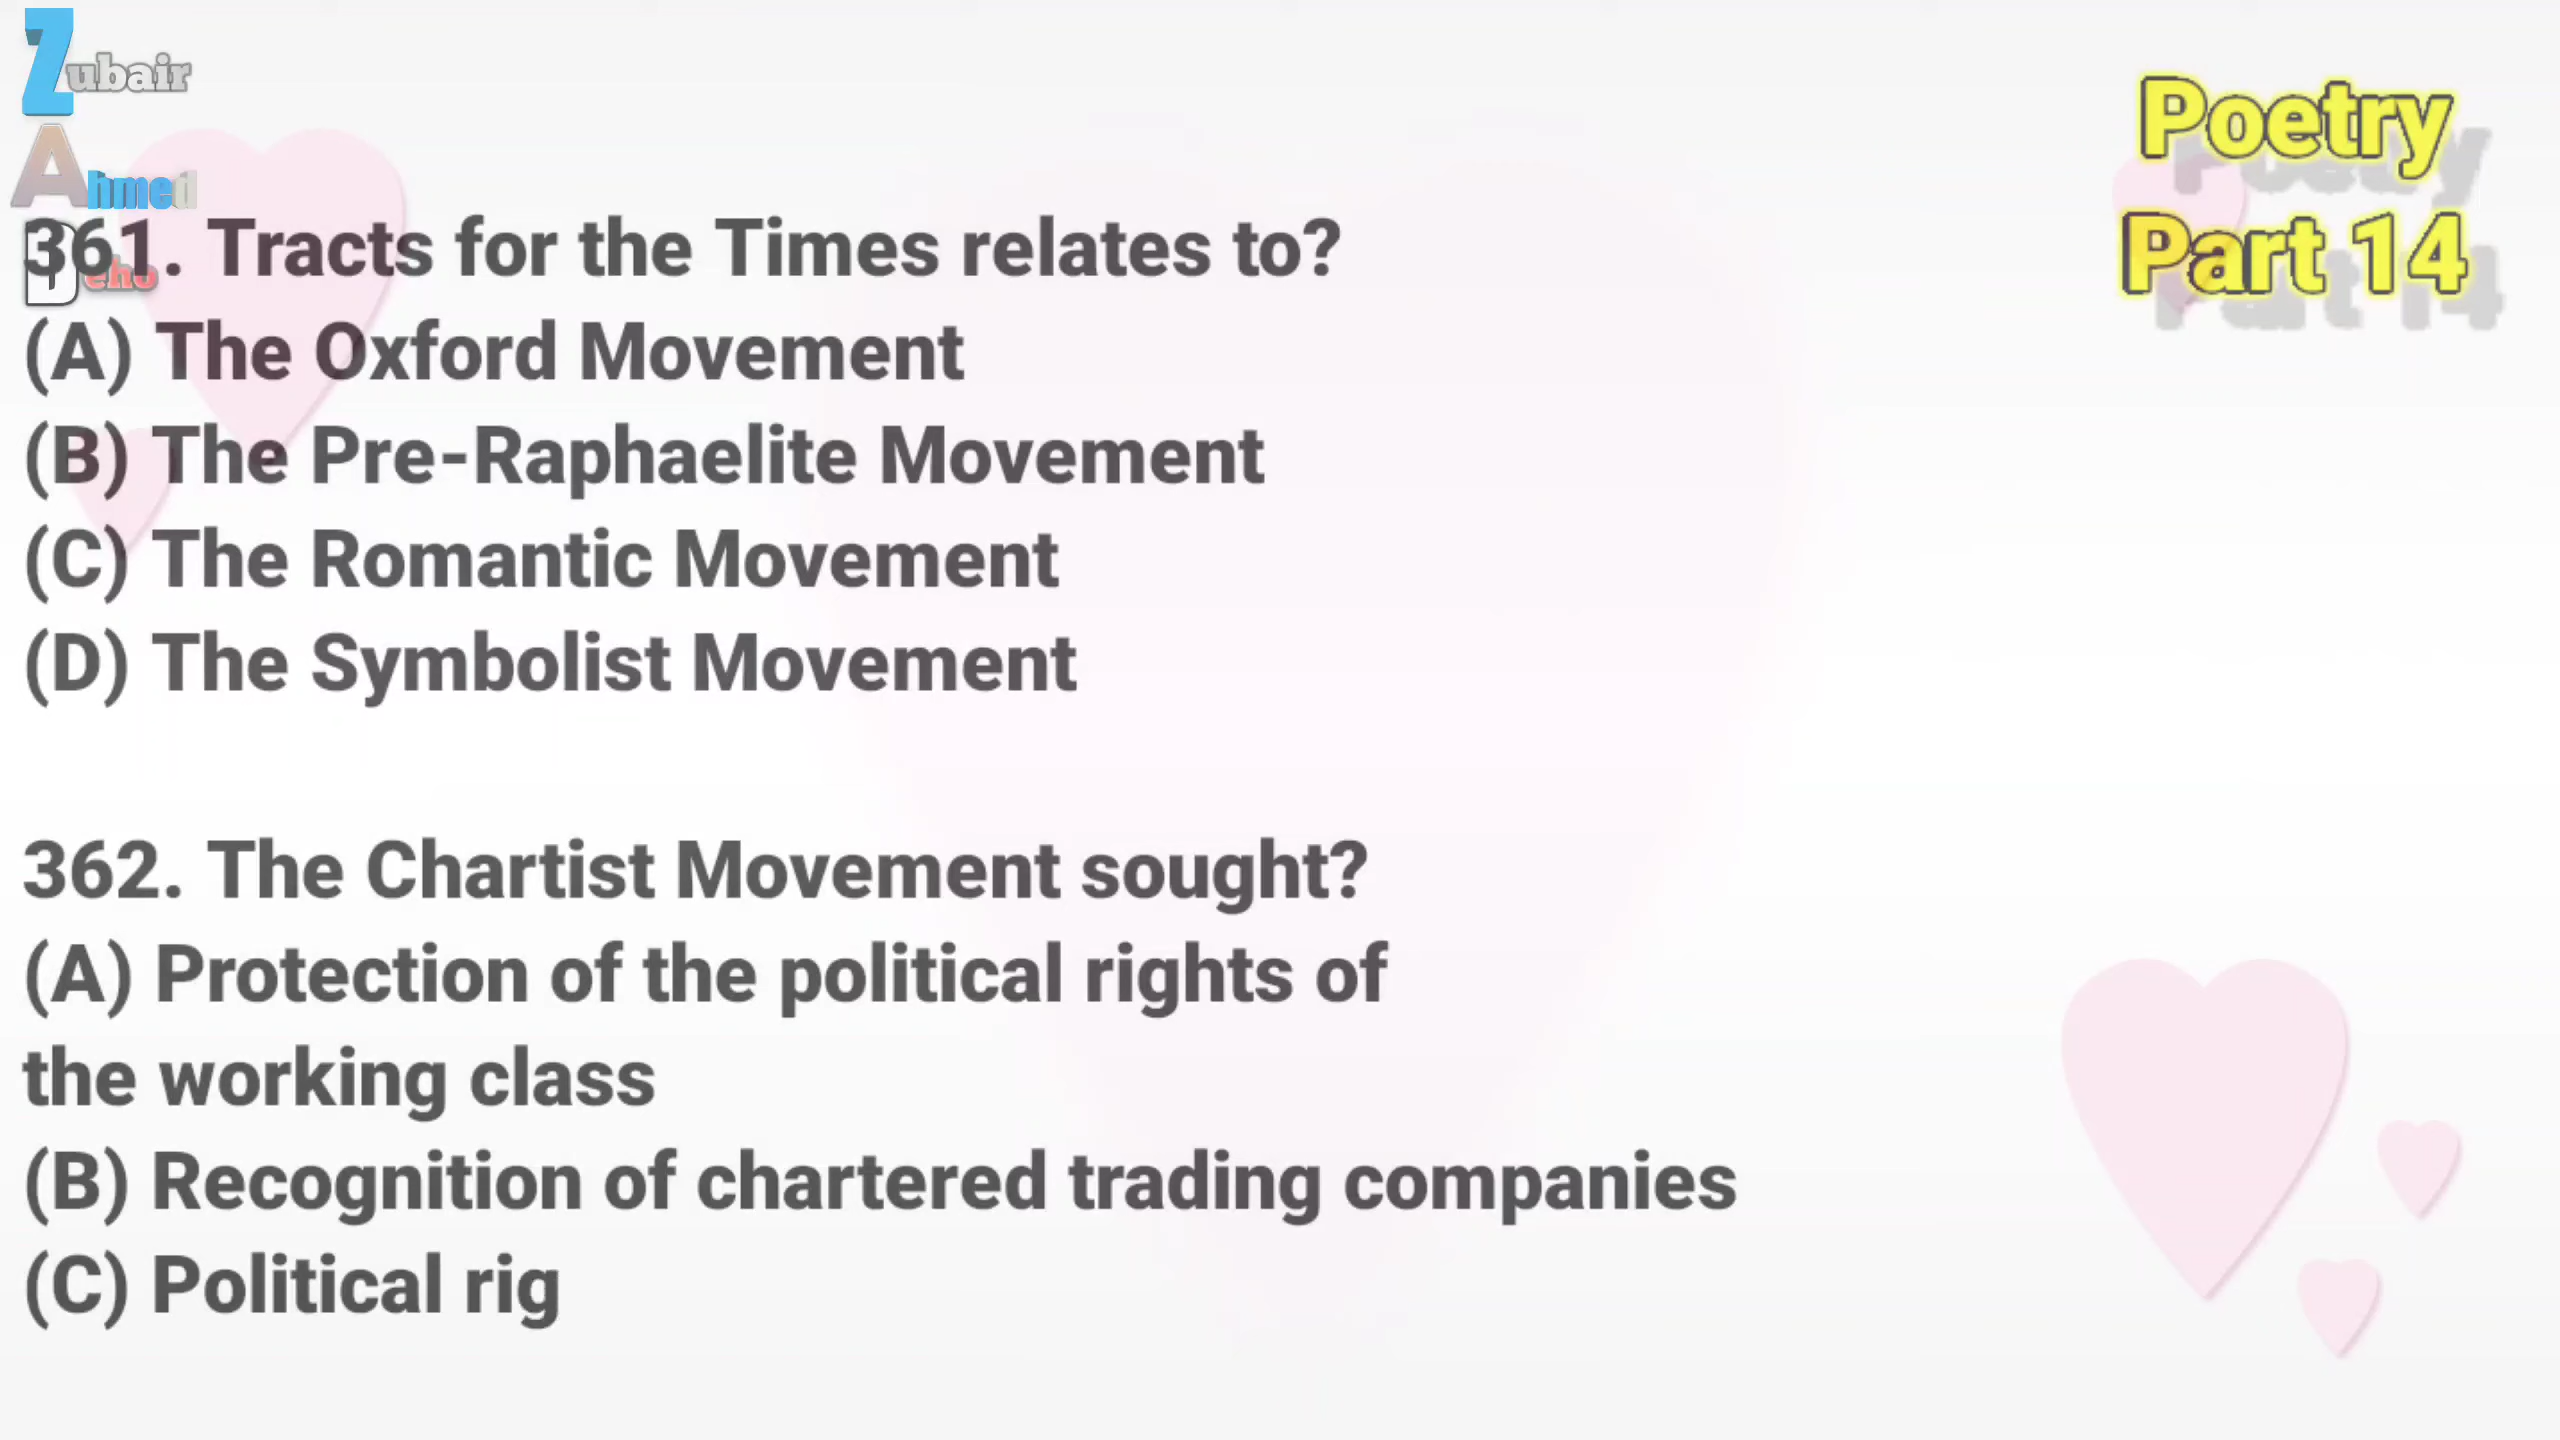 Zubair
Ahmed
Deho
Poetry
Part 14
361. Tracts for the Times relates to?
(A) The Oxford Movement
(B) The Pre-Raphaelite Movement
(C) The Romantic Movement
(D) The Symbolist Movement
362. The Chartist Movement sought?
(A) Protection of the political rights of
the working class
(B) Recognition of chartered trading companies
(C) Political rig